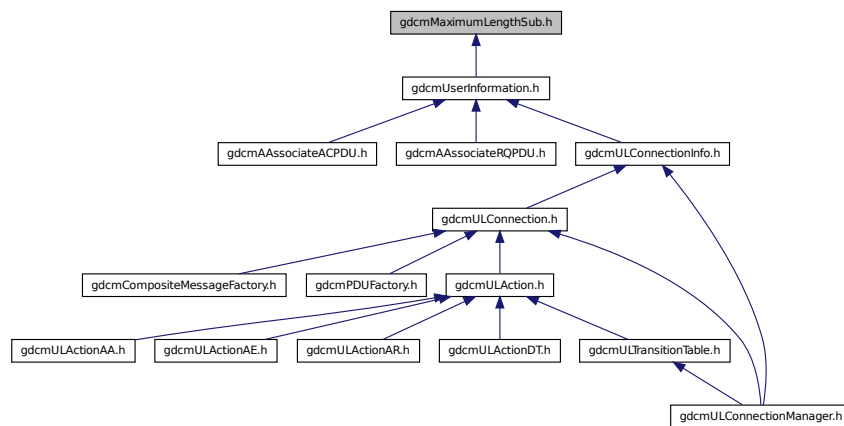 gdcmMaximumLengthSub.h
gdcmUserInformation.h
gdcmAAssociateACPDU.h
gdcmAAssociateRQPDU.h
gdcmULConnectionInfo.h
gdcmULConnection.h
gdcmCompositeMessageFactory.h
gdcmPDUFactory.h
gdcmULAction.h
gdcmULActionAA.h
gdcmULActionAE.h
gdcmULActionAR.h
gdcmULActionDT.h
gdcmULTransitionTable.h
gdcmULConnectionManager.h